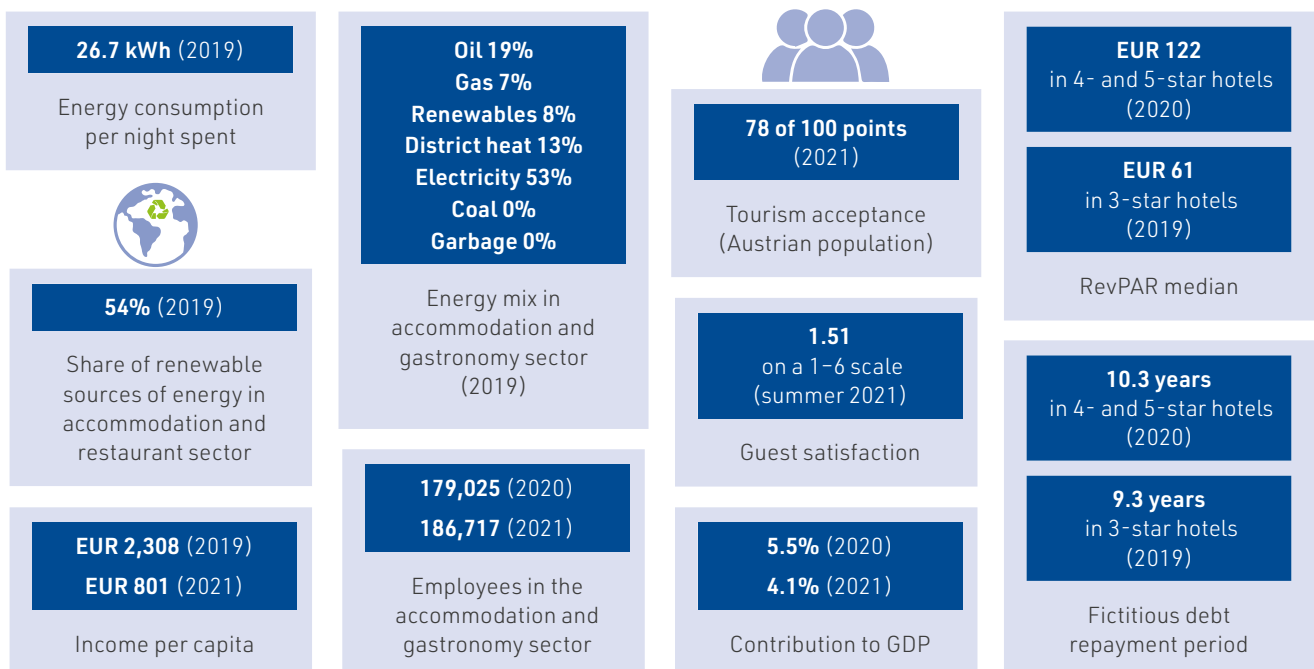 26.7 kWh (2019)
Energy consumption
per night spent
54% (2019)
Share of renewable
sources of energy in
accommodation and
restaurant sector
EUR 2,308 (2019)
EUR 801 (2021)
Income per capita
Oil 19%
Gas 7%
Renewables 8%
District heat 13%
Electricity 53%
Coal 0%
Garbage 0%
Energy mix in
accommodation and
gastronomy sector
(2019)
179,025 (2020)
186,717 (2021)
Employees in the
accommodation and
gastronomy sector
78 of 100 points
(2021)
Tourism acceptance
(Austrian population)
1.51
on a 1–6 scale
(summer 2021)
Guest satisfaction
5.5% (2020)
4.1% (2021)
Contribution to GDP
EUR 122
in 4- and 5-star hotels
(2020)
EUR 61
in 3-star hotels
(2019)
RevPAR median
10.3 years
in 4- and 5-star hotels
(2020)
9.3 years
in 3-star hotels
(2019)
Fictitious debt
repayment period